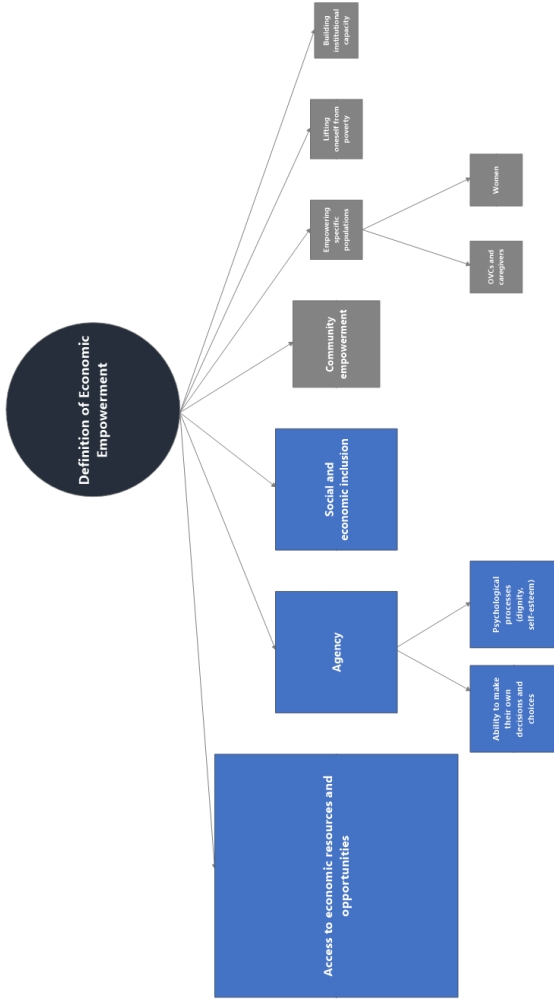 Definition of Economic
Empowerment
Access to economic resources and
opportunities
Agency
Social and
economic inclusion
Community
empowerment
Empowering
specific
populations
Lifting
oneself from
poverty
Building
institutional
capacity
Ability to make
their own
decisions and
choices
Psychological
processes
(dignity,
self-esteem)
OVCs and
caregivers
Women